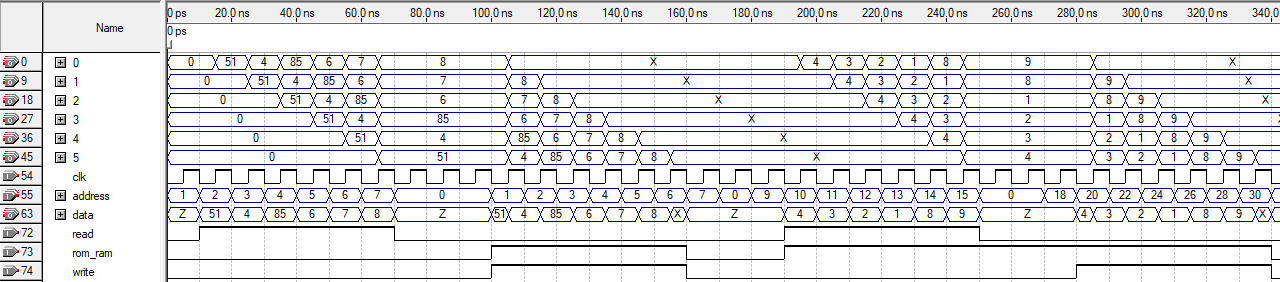 Name 0 ps 20.0 ns 40.0 ns 60.0 ns 80.0 ns 100.0 ns 120.0 ns 140.0 ns 160.0 ns 180.0 ns 200.0 ns 220.0 ns 240.0 ns 260.0 ns 280.0 ns 300.0 ns 320.0 ns 340.0
0 ps
0 0 0 51 4 85 6 7 8 X 4 3 2 1 8 9 X
9 1 0 51 4 85 6 7 8 X 4 3 2 1 8 9 X
18 2 0 51 4 85 6 7 8 X 4 3 2 1 8 9 X
27 3 0 51 4 85 6 7 8 X 4 3 2 1 8 9 X
36 4 0 51 4 85 6 7 8 X 4 3 2 1 8 9
45 5 0 51 4 85 6 7 8 X 4 3 2 1 8 9
54 clk
55 address 1 2 3 4 5 6 7 0 1 2 3 4 5 6 7 0 9 10 11 12 13 14 15 0 18 20 22 24 26 28 30
63 data Z 51 4 85 6 7 8 Z 51 4 85 6 7 8 X Z 4 3 2 1 8 9 Z 4 3 2 1 8 9 X
72 read
73 rom_ram
74 write